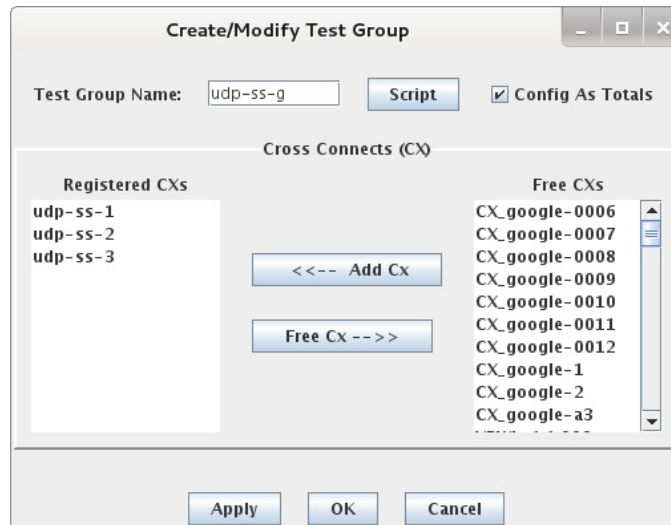 Create/Modify Test Group
Test Group Name: udp-ss-g Script Config As Totals
Cross Connects (CX)
Registered CXs
udp-ss-1
udp-ss-2
udp-ss-3
<<-- Add Cx
Free Cx -->>
Free CXs
CX_google-0006
CX_google-0007
CX_google-0008
CX_google-0009
CX_google-0010
CX_google-0011
CX_google-0012
CX_google-1
CX_google-2
CX_google-a3
Apply OK Cancel